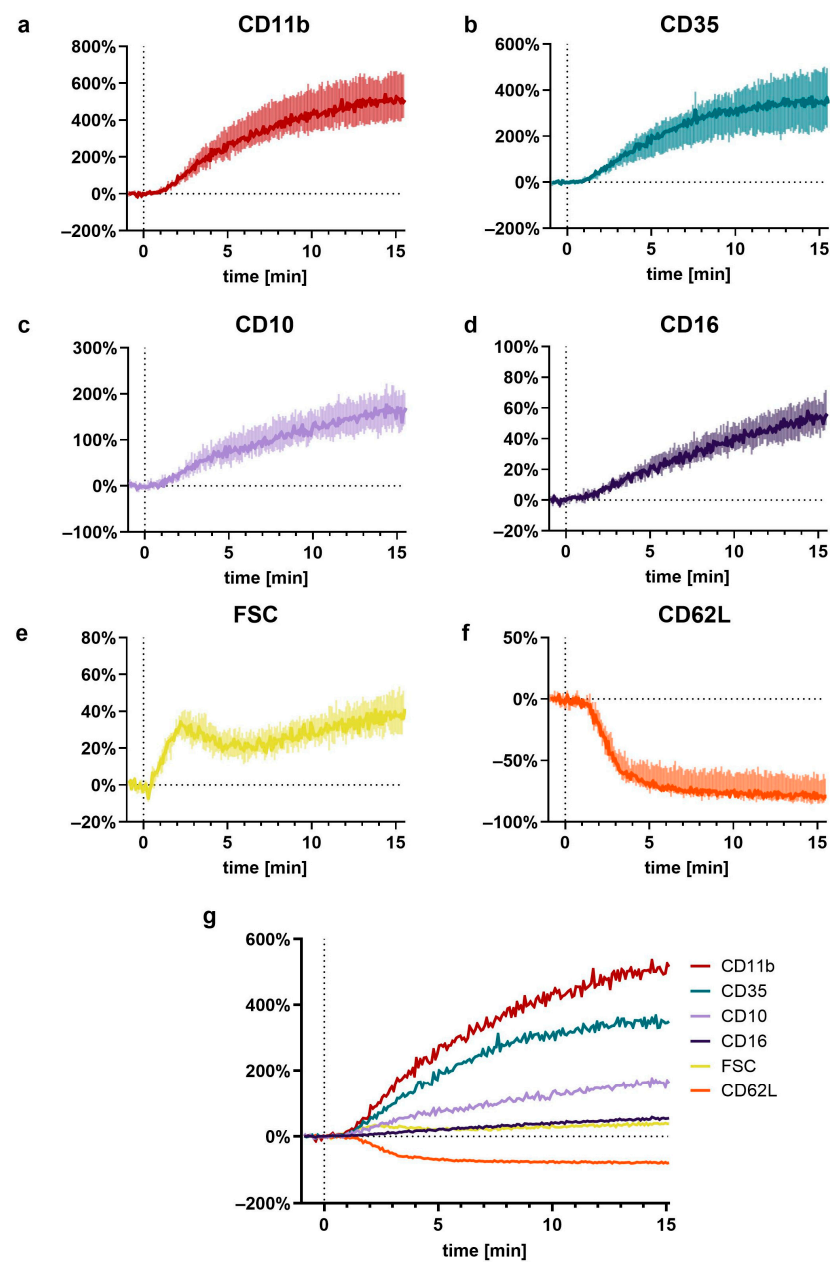 a CD11b
800%
600%
400%
200%
0%
–200%
0 5 10 15
time [min]
b CD35
600%
400%
200%
0%
–200%
0 5 10 15
time [min]
c CD10
300%
200%
100%
0%
–100%
0 5 10 15
time [min]
d CD16
100%
80%
60%
40%
20%
0%
–20%
0 5 10 15
time [min]
e FSC
80%
60%
40%
20%
0%
–20%
0 5 10 15
time [min]
f CD62L
50%
0%
–50%
–100%
0 5 10 15
time [min]
g
600%
400%
200%
0%
–200%
0 5 10 15
time [min]
CD11b
CD35
CD10
CD16
FSC
CD62L